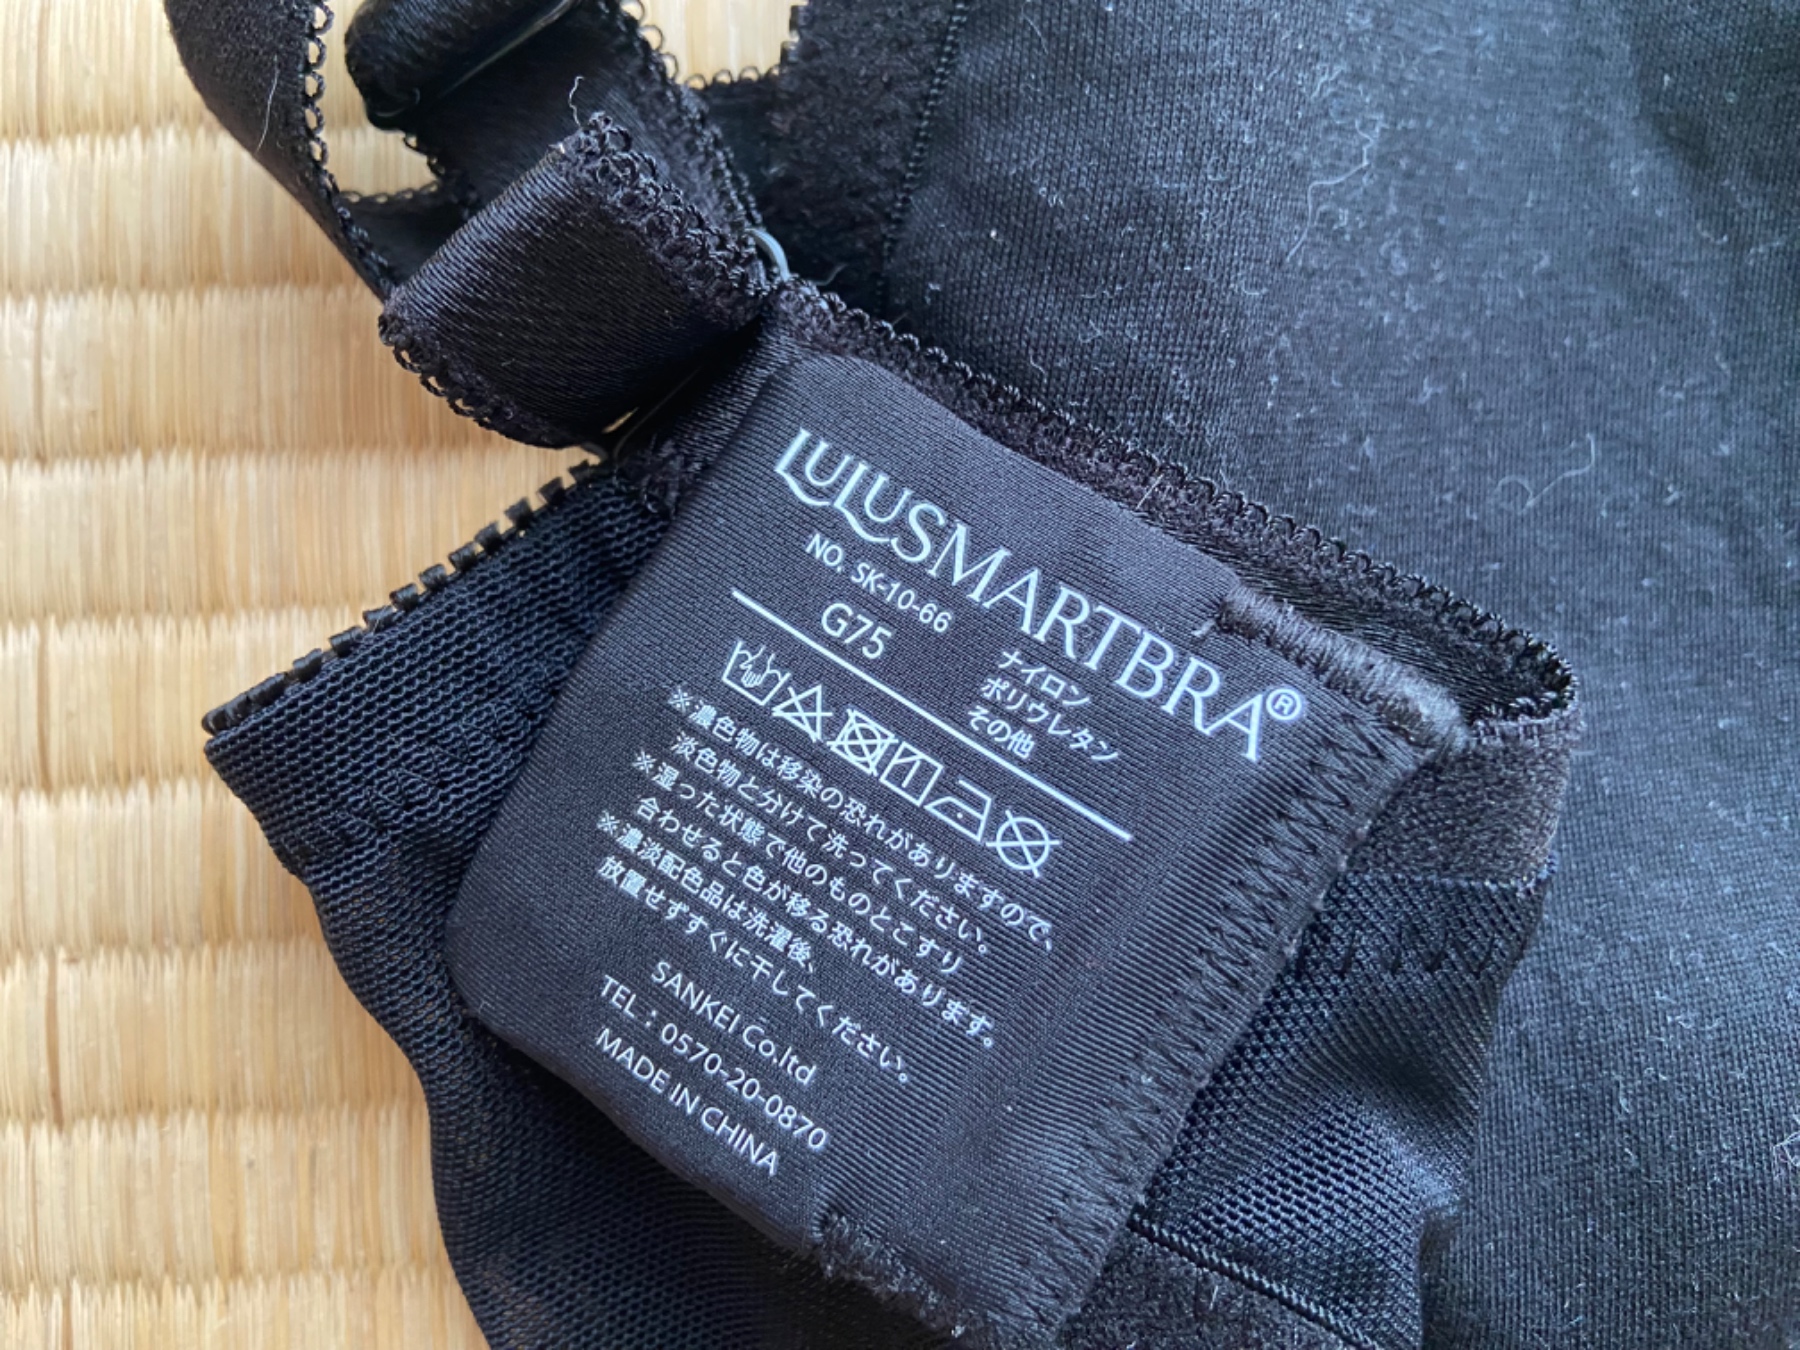 LULUSMARTBRA®
NO. SK-10-66
G75
ナイロン
ポリウレタン
その他
※濃色物は移染の恐れがありますので、
淡色物と分けて洗ってください。
※湿った状態で他のものとこすり
合わせると色が移る恐れがあります。
※濃淡配色品は洗濯後、
放置せずすぐに干してください。
SANKEI Co.ltd
TEL：0570-20-0870
MADE IN CHINA